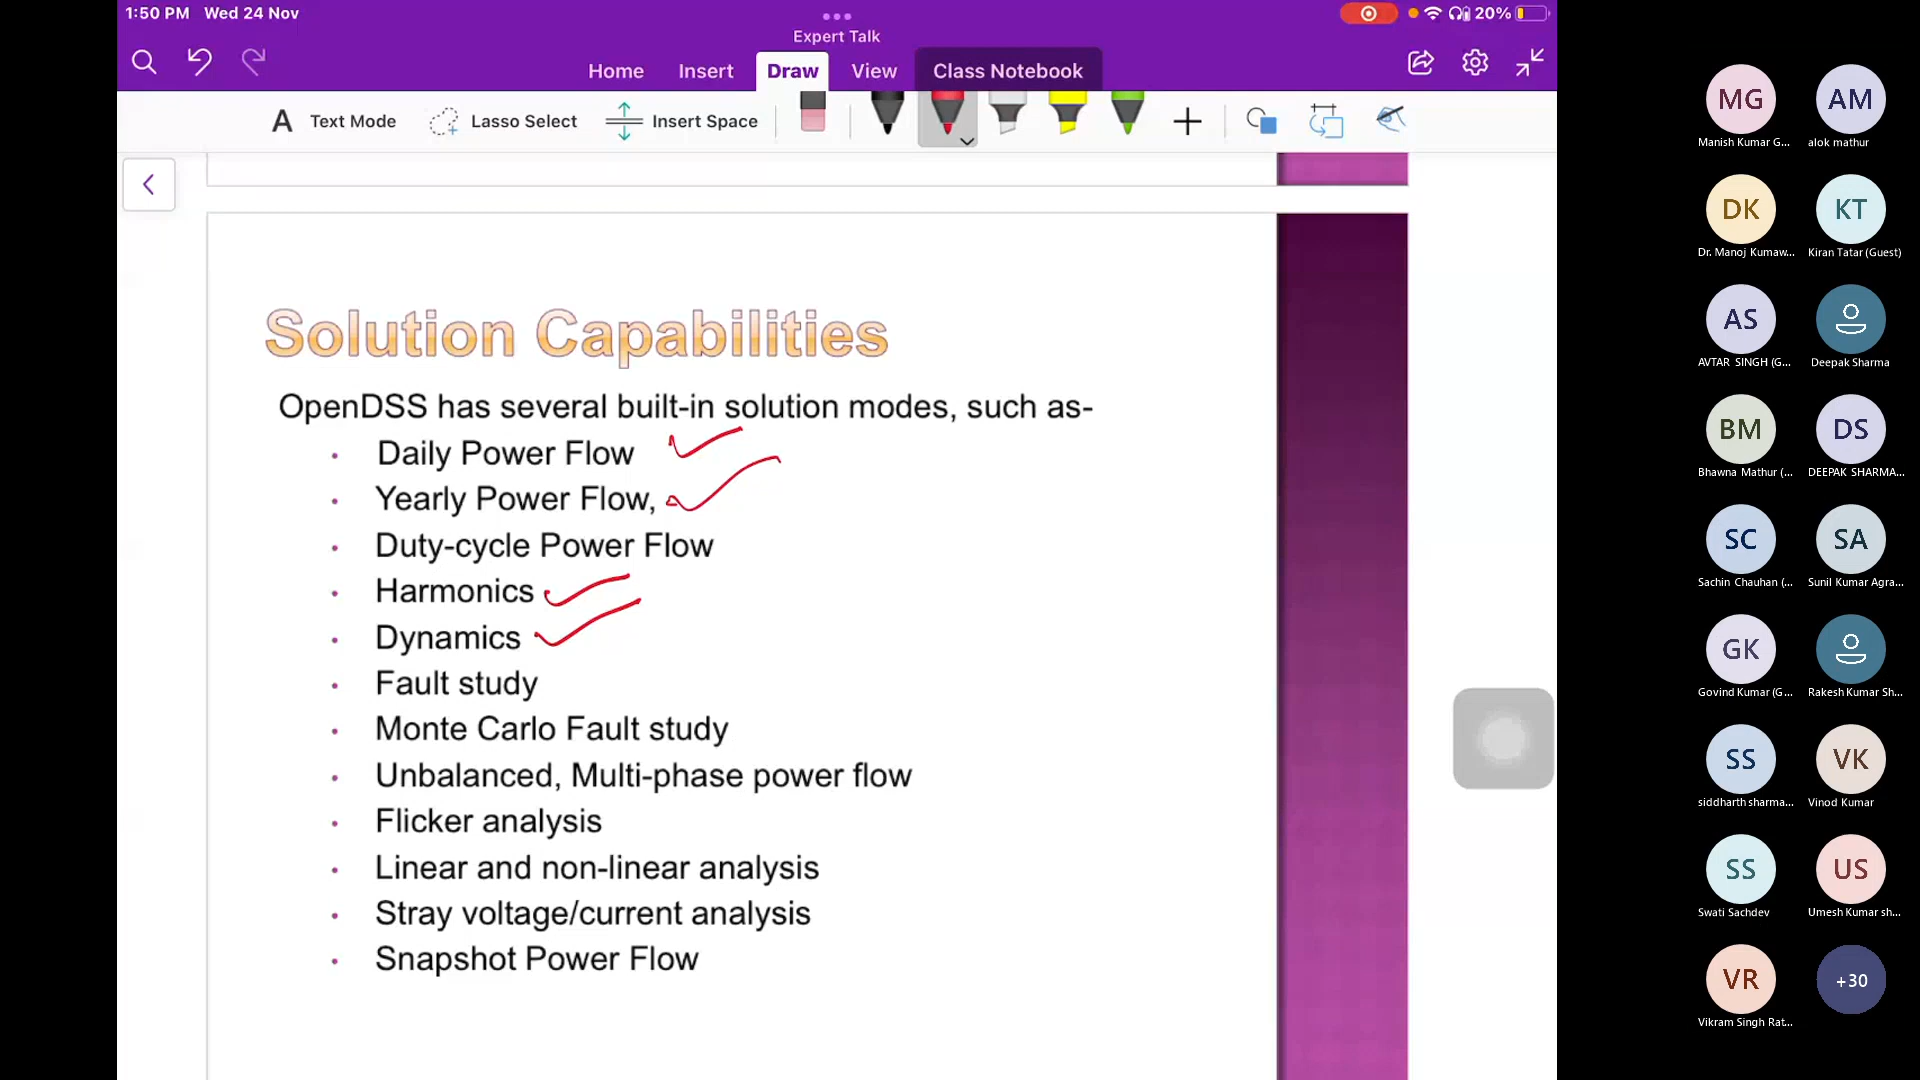 1:50 PM Wed 24 Nov
20%
Expert Talk
Home
Insert
Draw
View
Class Notebook
A Text Mode
Lasso Select
Insert Space
Solution Capabilities
OpenDSS has several built-in solution modes, such as-
• Daily Power Flow
• Yearly Power Flow,
• Duty-cycle Power Flow
• Harmonics
• Dynamics
• Fault study
• Monte Carlo Fault study
• Unbalanced, Multi-phase power flow
• Flicker analysis
• Linear and non-linear analysis
• Stray voltage/current analysis
• Snapshot Power Flow
MG
Manish Kumar G...
AM
alok mathur
DK
Dr. Manoj Kumaw...
KT
Kiran Tatar (Guest)
AS
AVTAR SINGH (G...
Deepak Sharma
BM
Bhawna Mathur (...
DS
DEEPAK SHARMA...
SC
Sachin Chauhan (...
SA
Sunil Kumar Agra...
GK
Govind Kumar (G...
Rakesh Kumar Sh...
SS
siddharth sharma...
VK
Vinod Kumar
SS
Swati Sachdev
US
Umesh Kumar sh...
VR
Vikram Singh Rat...
+30